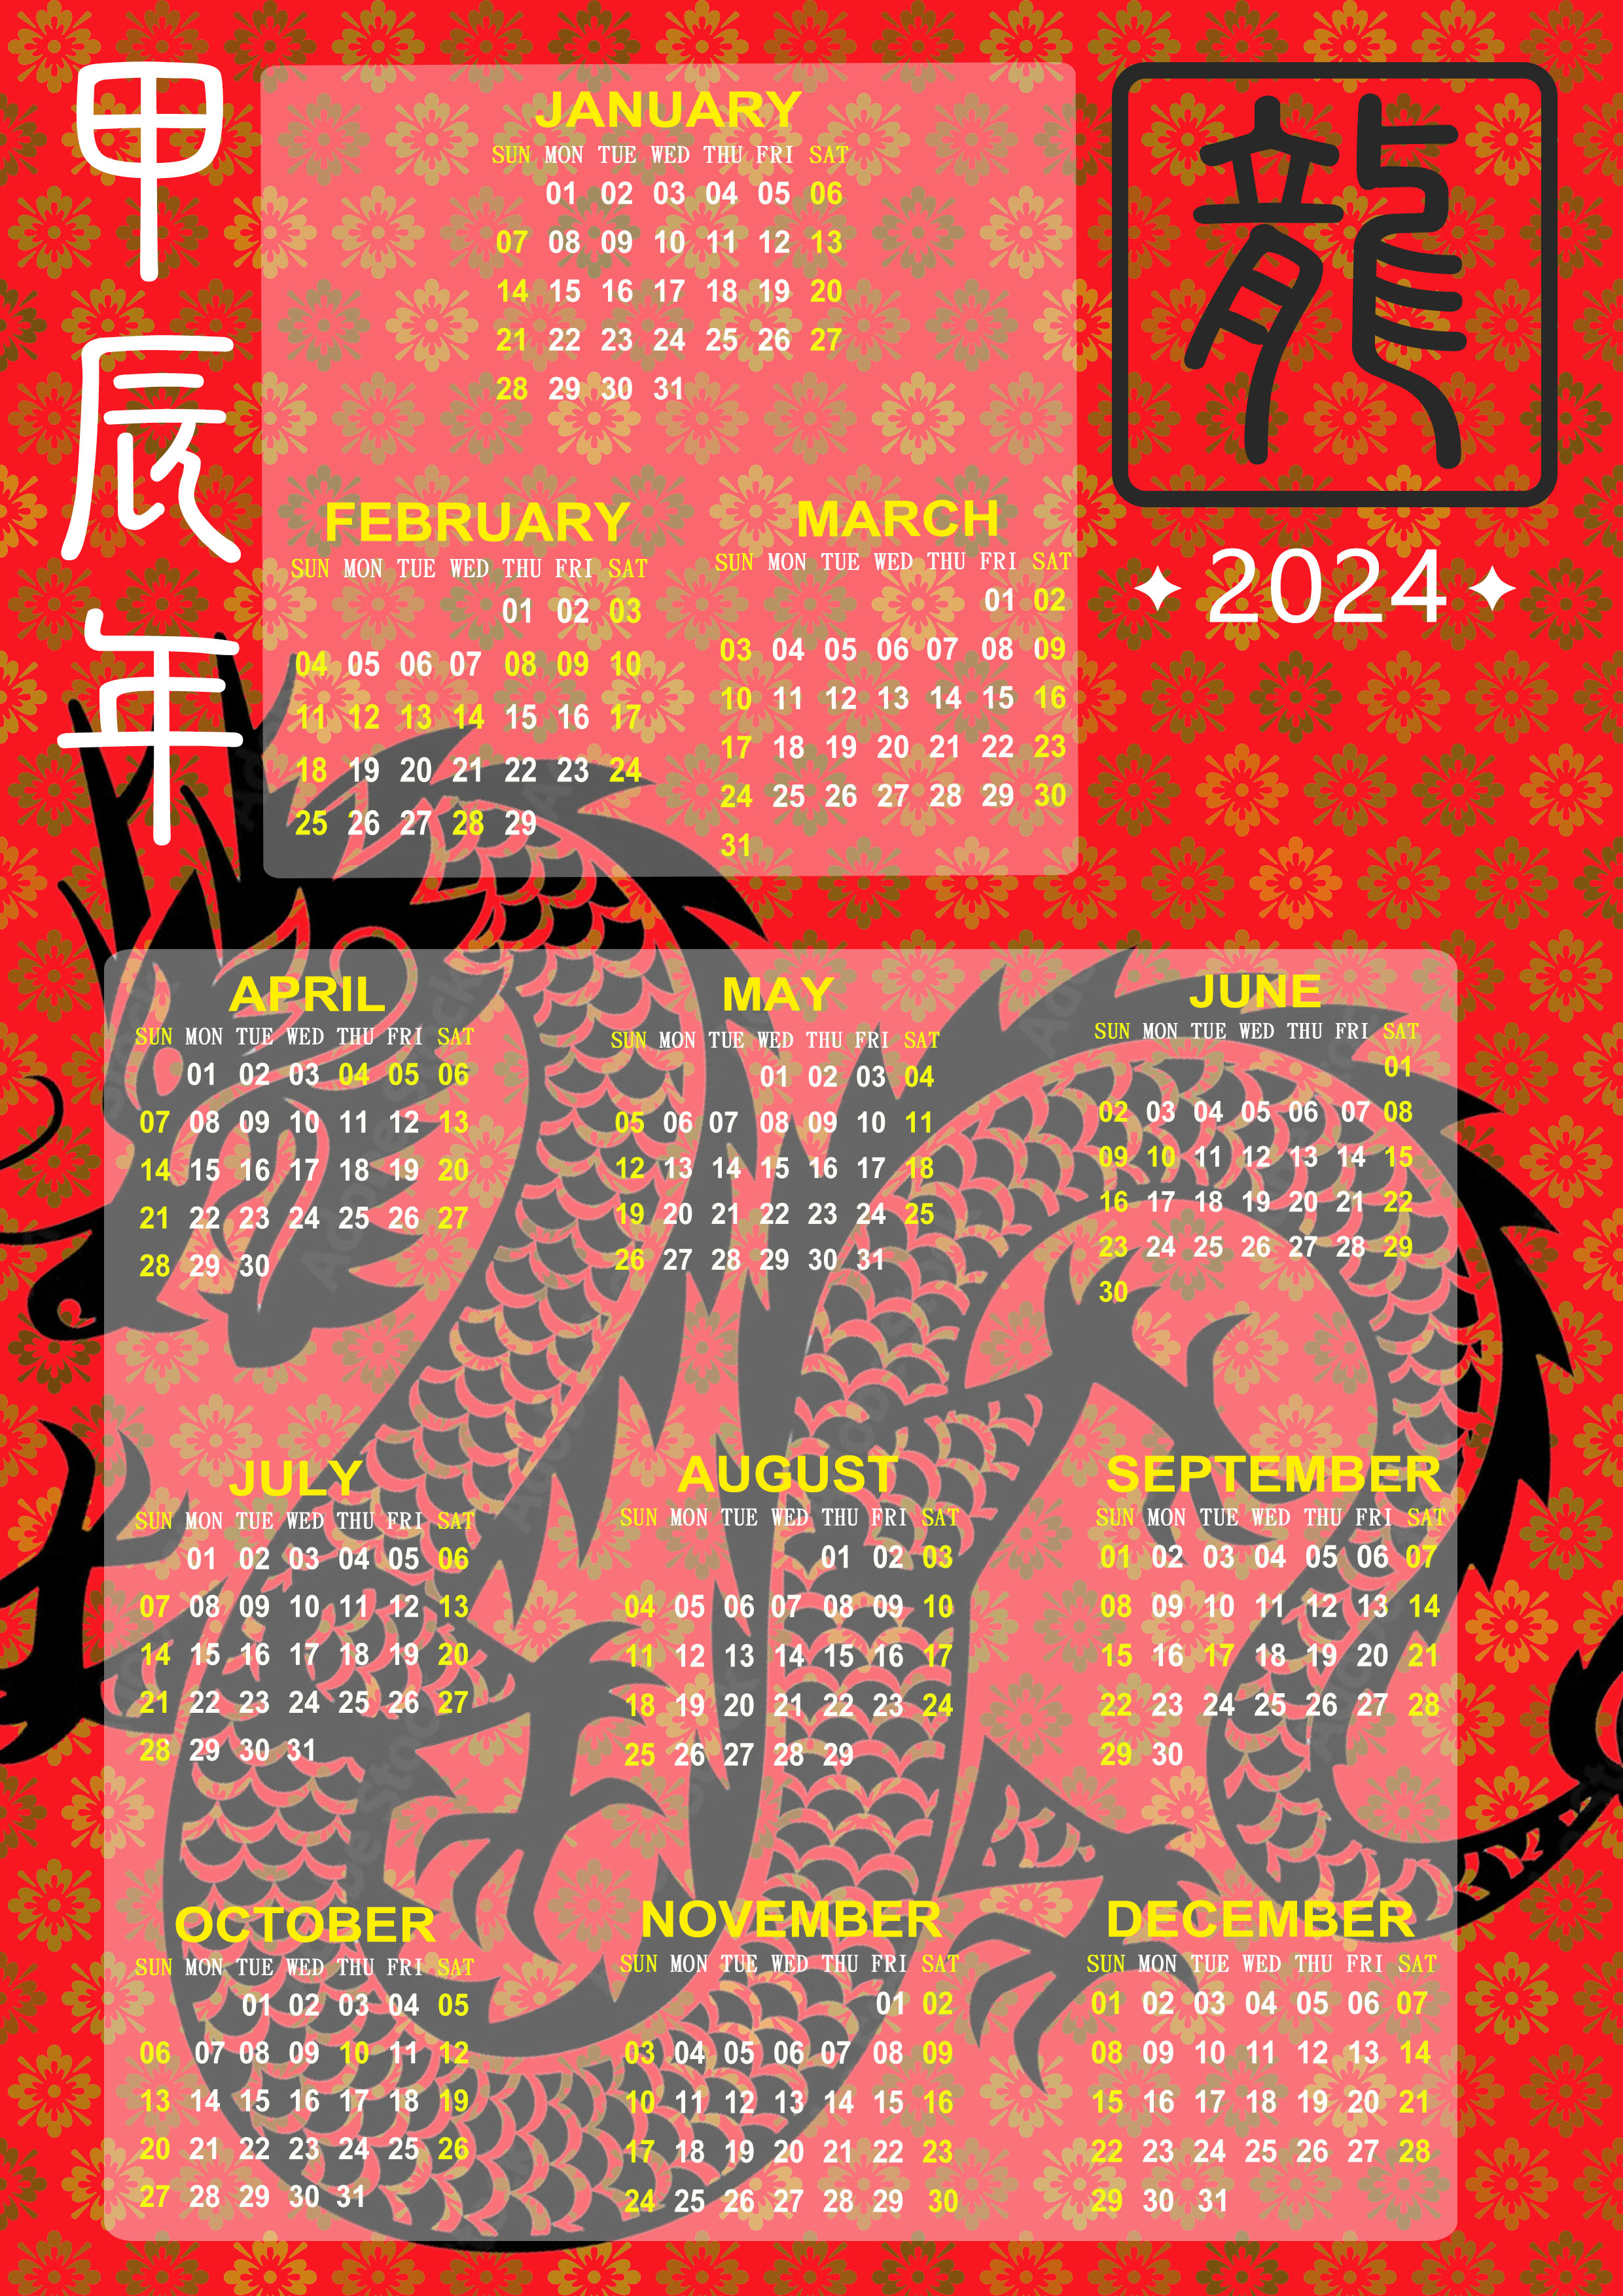 甲辰年
龍
2024
JANUARY
SUN MON TUE WED THU FRI SAT
01 02 03 04 05 06
07 08 09 10 11 12 13
14 15 16 17 18 19 20
21 22 23 24 25 26 27
28 29 30 31
FEBRUARY
SUN MON TUE WED THU FRI SAT
01 02 03
04 05 06 07 08 09 10
11 12 13 14 15 16 17
18 19 20 21 22 23 24
25 26 27 28 29
MARCH
SUN MON TUE WED THU FRI SAT
01 02
03 04 05 06 07 08 09
10 11 12 13 14 15 16
17 18 19 20 21 22 23
24 25 26 27 28 29 30
31
APRIL
SUN MON TUE WED THU FRI SAT
01 02 03 04 05 06
07 08 09 10 11 12 13
14 15 16 17 18 19 20
21 22 23 24 25 26 27
28 29 30
MAY
SUN MON TUE WED THU FRI SAT
01 02 03 04
05 06 07 08 09 10 11
12 13 14 15 16 17 18
19 20 21 22 23 24 25
26 27 28 29 30 31
JUNE
SUN MON TUE WED THU FRI SAT
01
02 03 04 05 06 07 08
09 10 11 12 13 14 15
16 17 18 19 20 21 22
23 24 25 26 27 28 29
30
JULY
SUN MON TUE WED THU FRI SAT
01 02 03 04 05 06
07 08 09 10 11 12 13
14 15 16 17 18 19 20
21 22 23 24 25 26 27
28 29 30 31
AUGUST
SUN MON TUE WED THU FRI SAT
01 02 03
04 05 06 07 08 09 10
11 12 13 14 15 16 17
18 19 20 21 22 23 24
25 26 27 28 29
SEPTEMBER
SUN MON TUE WED THU FRI SAT
01 02 03 04 05 06 07
08 09 10 11 12 13 14
15 16 17 18 19 20 21
22 23 24 25 26 27 28
29 30
OCTOBER
SUN MON TUE WED THU FRI SAT
01 02 03 04 05
06 07 08 09 10 11 12
13 14 15 16 17 18 19
20 21 22 23 24 25 26
27 28 29 30 31
NOVEMBER
SUN MON TUE WED THU FRI SAT
01 02
03 04 05 06 07 08 09
10 11 12 13 14 15 16
17 18 19 20 21 22 23
24 25 26 27 28 29 30
DECEMBER
SUN MON TUE WED THU FRI SAT
01 02 03 04 05 06 07
08 09 10 11 12 13 14
15 16 17 18 19 20 21
22 23 24 25 26 27 28
29 30 31